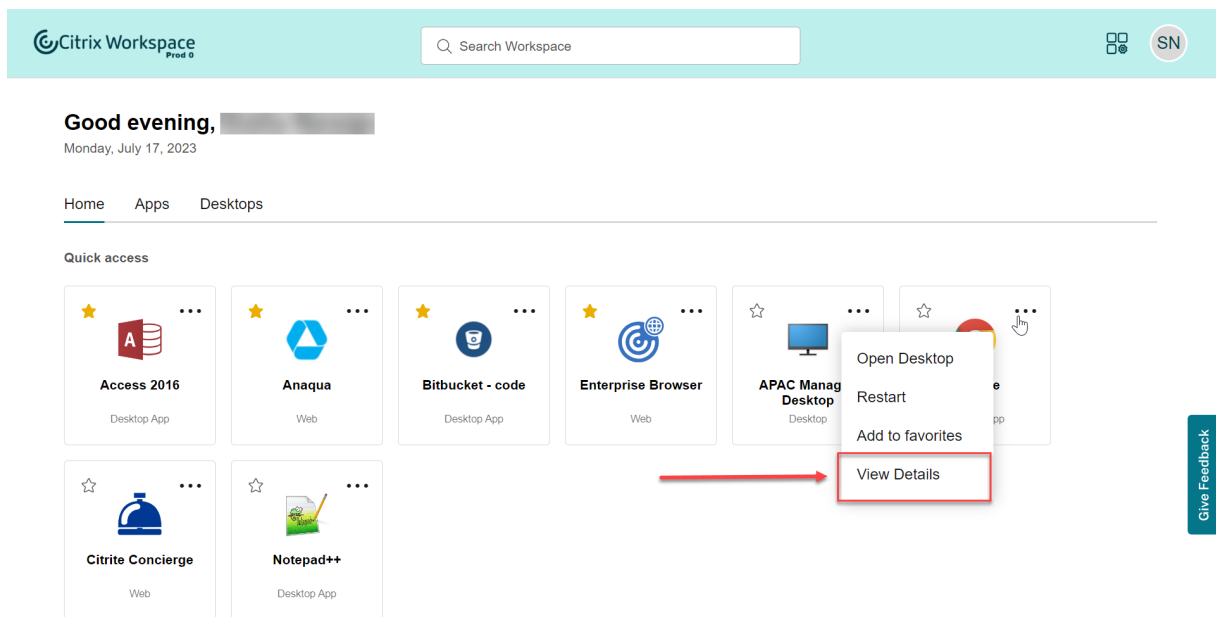 Citrix Workspace
Prod 0
Search Workspace
SN
Good evening,
Monday, July 17, 2023
Home Apps Desktops
Quick access
Access 2016
Desktop App
Anaqua
Web
Bitbucket - code
Desktop App
Enterprise Browser
Web
APAC Manag
Desktop
Desktop
e
pp
Open Desktop
Restart
Add to favorites
View Details
Citrite Concierge
Web
Notepad++
Desktop App
Give Feedback